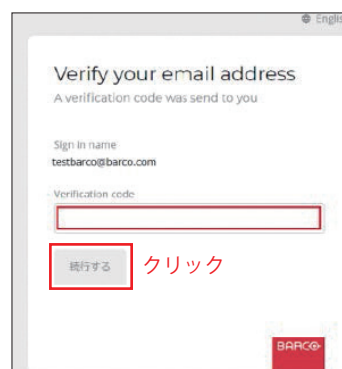 Englis
Verify your email address
A verification code was send to you
Sign in name
testbarco@barco.com
Verification code
続行する
クリック
BARCO